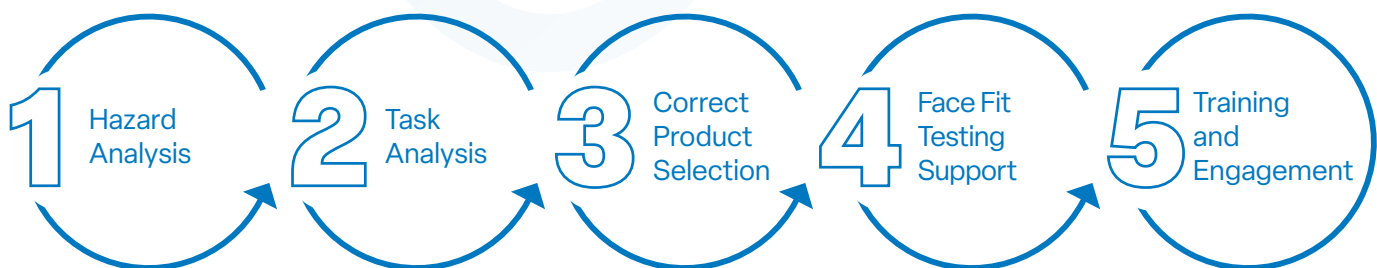 1
Hazard
Analysis
2
Task
Analysis
3
Correct
Product
Selection
4
Face Fit
Testing
Support
5
Training
and
Engagement